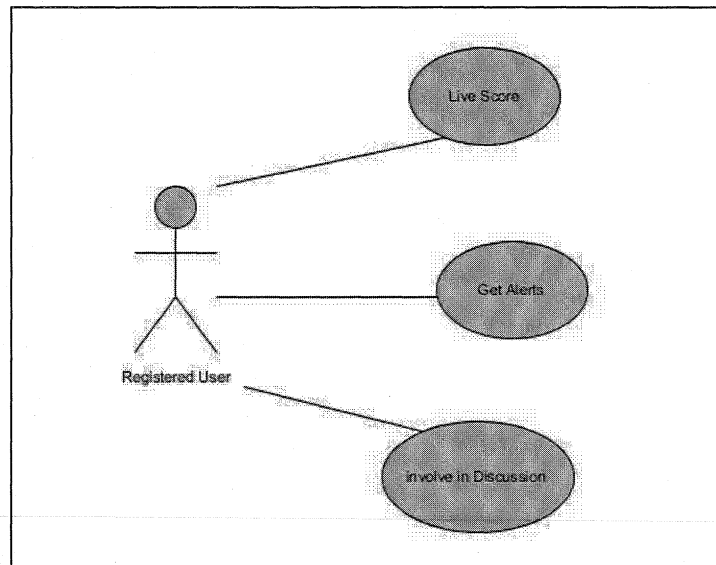 Live Score
Get Alerts
Registered User
involve in Discussion